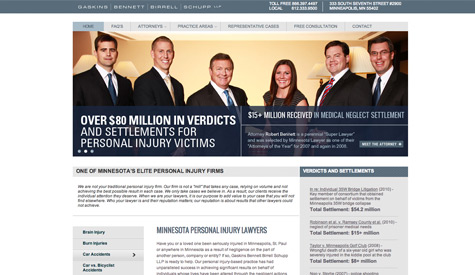 GASKINS | BENNETT | BIRRELL | SCHUPP LLP
TOLL FREE 866.397.4497
LOCAL 612.333.9500
333 SOUTH SEVENTH STREET #2900
MINNEAPOLIS, MN 55402
HOME
FAQS
ATTORNEYS
PRACTICE AREAS
REPRESENTATIVE CASES
FREE CONSULTATION
CONTACT
OVER $80 MILLION IN VERDICTS
AND SETTLEMENTS FOR
PERSONAL INJURY VICTIMS
$15+ MILLION RECEIVED IN MEDICAL NEGLECT SETTLEMENT
Attorney Robert Bennett is a perennial "Super Lawyer"
and was selected by Minnesota Lawyer as one of their
"Attorneys of the Year" for 2007 and again in 2009.
MEET THE ATTORNEY
ONE OF MINNESOTA'S ELITE PERSONAL INJURY FIRMS
We are not your traditional personal injury firm. Our firm is not a "mill" that takes any case, relying on volume and not
achieving the best possible result in each case. We only take cases we believe in. As a result, our clients receive the
individual attention they deserve. When we are your lawyers, it is our purpose to add value to your case that you will not
find elsewhere. Who your lawyer is and their reputation matters; our reputation is about results that other lawyers could
not achieve.
Brain Injury
Burn Injuries
Car Accidents
Car vs. Bicyclist
Accidents
MINNESOTA PERSONAL INJURY LAWYERS
Have you or a loved one been seriously injured in Minneapolis, St. Paul
or anywhere in Minnesota as a result of negligence on the part of
another person, company or entity? If so, Gaskins Bennett Birrell Schupp
LLP is ready to help. Our personal injury-based practice has had
unparalleled success in achieving significant results on behalf of
individuals whose lives have been altered through the negligent actions
VERDICTS AND SETTLEMENTS
In re: Individual 35W Bridge Litigation (2010) -
Key member of consortium that obtained
settlement on behalf of victims from the
Minneapolis 35W bridge collapse
Total Settlement: $54.2 million
Robinson et al. v. Ramsey County et al. (2010) -
neglect of prisoner medical needs
Total Settlement: $15+ million
Taylor v. Minneapolis Golf Club (2008) -
Wrongful death of a six-year old girl who was
severely injured in the middle pool at the club
Total Settlement: $8+ million